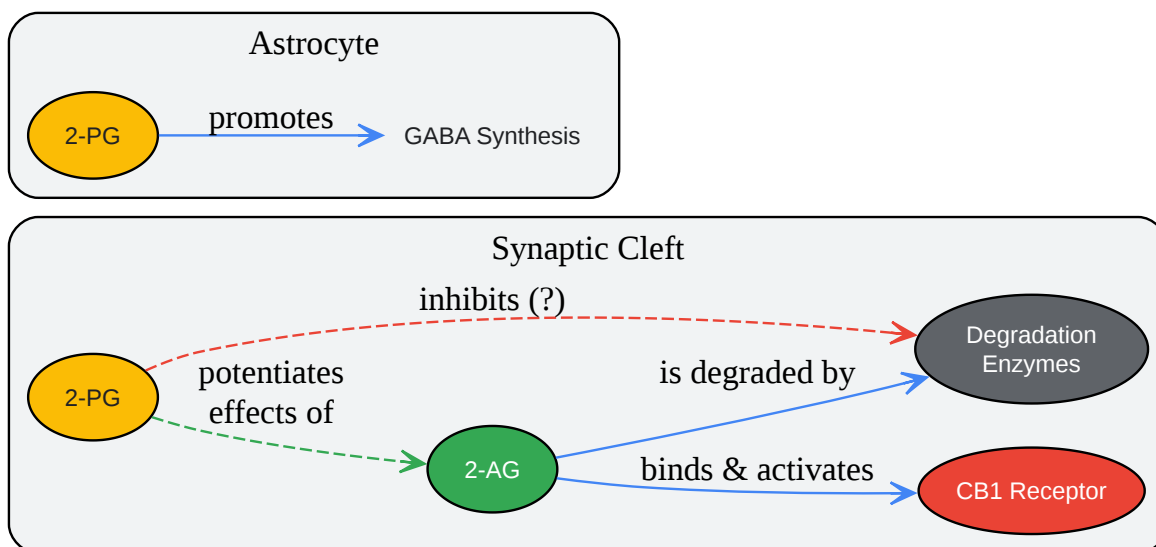 Astrocyte
2-PG
promotes
GABA Synthesis
Synaptic Cleft
inhibits (?)
Degradation
Enzymes
2-PG
potentiates
effects of
is degraded by
2-AG
binds & activates
CB1 Receptor